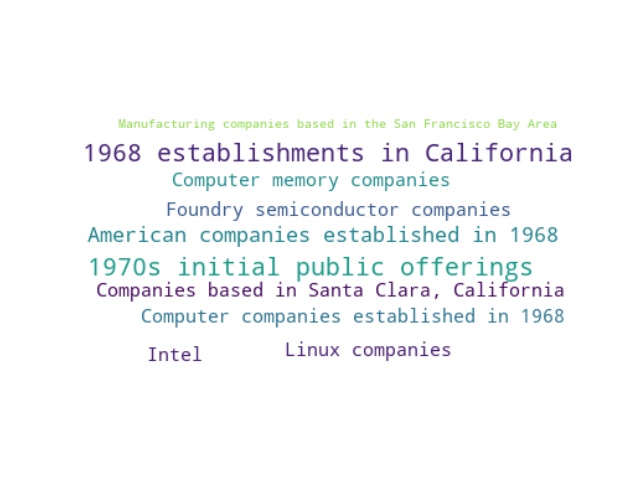 Manufacturing companies based in the San Francisco Bay Area
1968 establishments in California
Computer memory companies
Foundry semiconductor companies
American companies established in 1968
1970s initial public offerings
Companies based in Santa Clara, California
Computer companies established in 1968
Intel
Linux companies